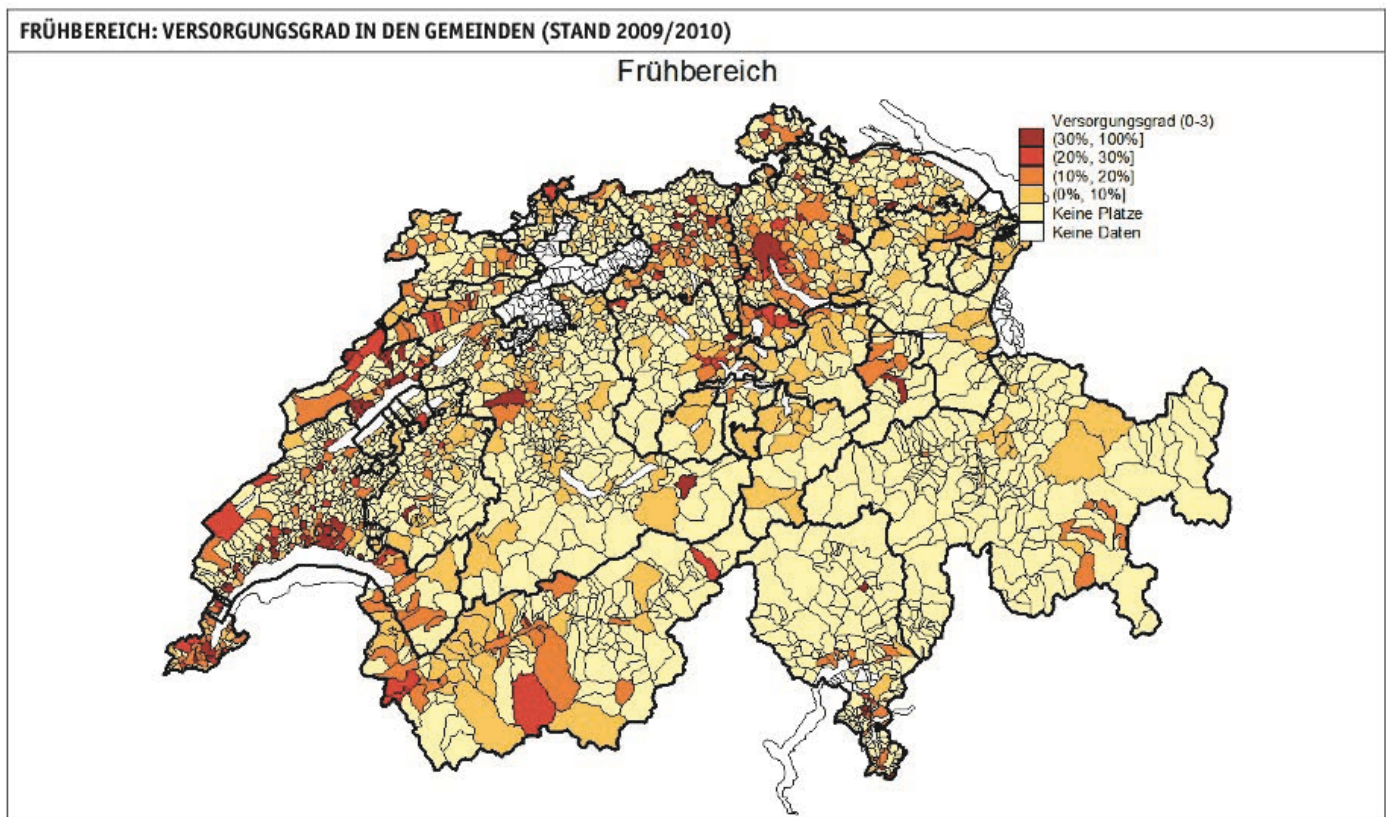 FRÜHBEREICH: VERSORGUNGSGRAD IN DEN GEMEINDEN (STAND 2009/2010)
Frühbereich
Versorgungsgrad (0-3)
(30%, 100%]
(20%, 30%]
(10%, 20%]
(0%, 10%]
Keine Plätze
Keine Daten